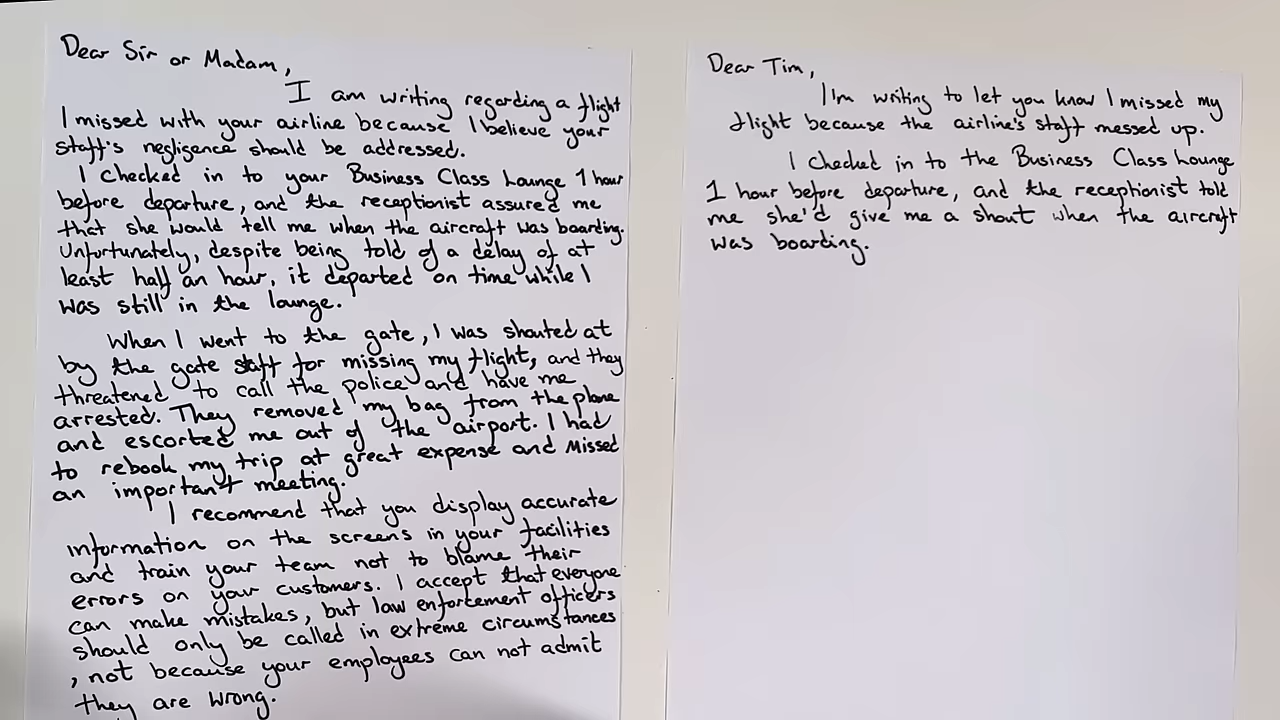 Dear Sir or Madam,
I am writing regarding a flight
I missed with your airline because I believe your
staff's negligence should be addressed.
I checked in to your Business Class Lounge 1 hour
before departure, and the receptionist assured me
that she would tell me when the aircraft was boarding.
Unfortunately, despite being told of a delay of at
least half an hour, it departed on time while I
was still in the lounge.
When I went to the gate, I was shouted at
by the gate staff for missing my flight, and they
threatened to call the police and have me
arrested. They removed my bag from the plane
and escorted me out of the airport. I had
to rebook my trip at great expense and missed
an important meeting.
I recommend that you display accurate
information on the screens in your facilities
and train your team not to blame their
errors on your customers. I accept that everyone
can make mistakes, but law enforcement officers
should only be called in extreme circumstances
, not because your employees can not admit
they are wrong.
Dear Tim,
I'm writing to let you know I missed my
flight because the airline's staff messed up.
I checked in to the Business Class Lounge
1 hour before departure, and the receptionist told
me she'd give me a shout when the aircraft
was boarding.